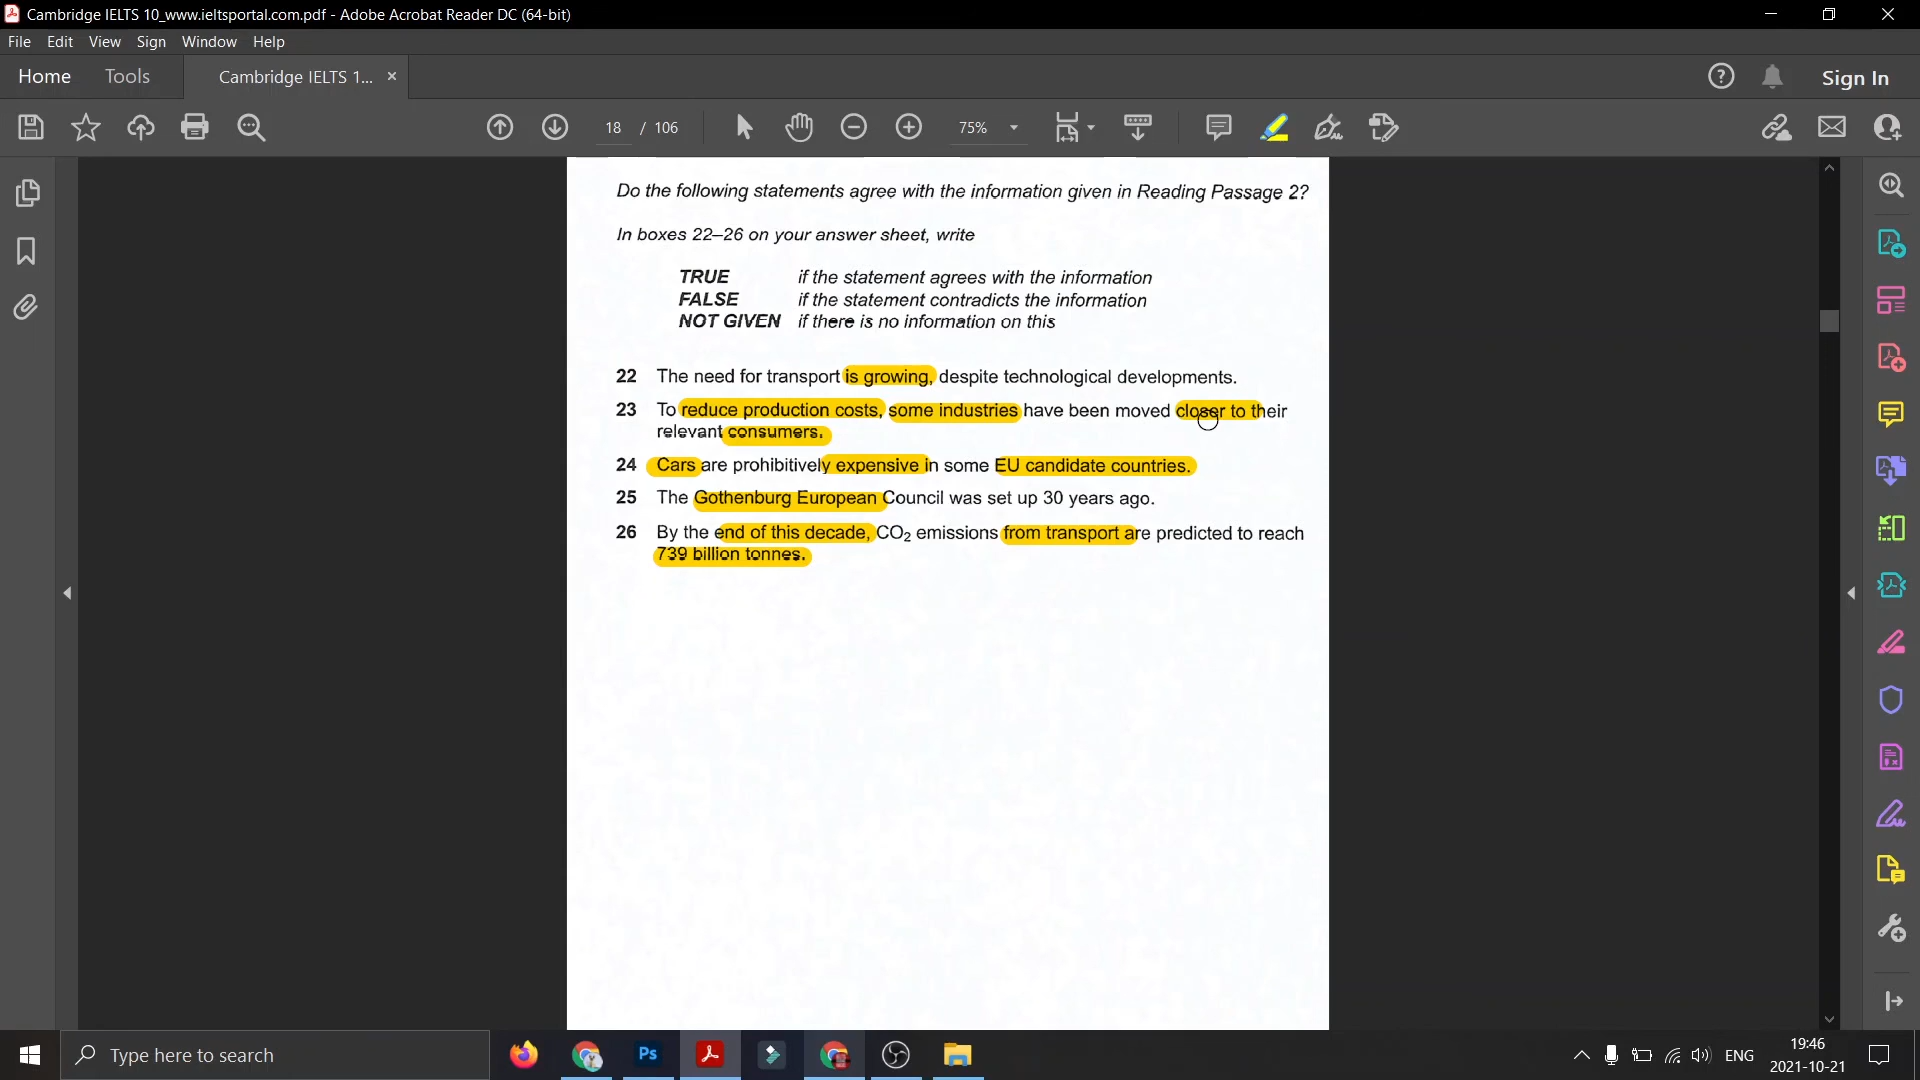 Cambridge IELTS 10_www.ieltsportal.com.pdf - Adobe Acrobat Reader DC (64-bit)
File Edit View Sign Window Help
Home Tools Cambridge IELTS 1... Sign In
18 / 106 75%
Do the following statements agree with the information given in Reading Passage 2?
In boxes 22–26 on your answer sheet, write
TRUE if the statement agrees with the information
FALSE if the statement contradicts the information
NOT GIVEN if there is no information on this
22 The need for transport is growing, despite technological developments.
23 To reduce production costs, some industries have been moved closer to their
relevant consumers.
24 Cars are prohibitively expensive in some EU candidate countries.
25 The Gothenburg European Council was set up 30 years ago.
26 By the end of this decade, CO2 emissions from transport are predicted to reach
739 billion tonnes.
Type here to search
Ps
ENG
19:46
2021-10-21